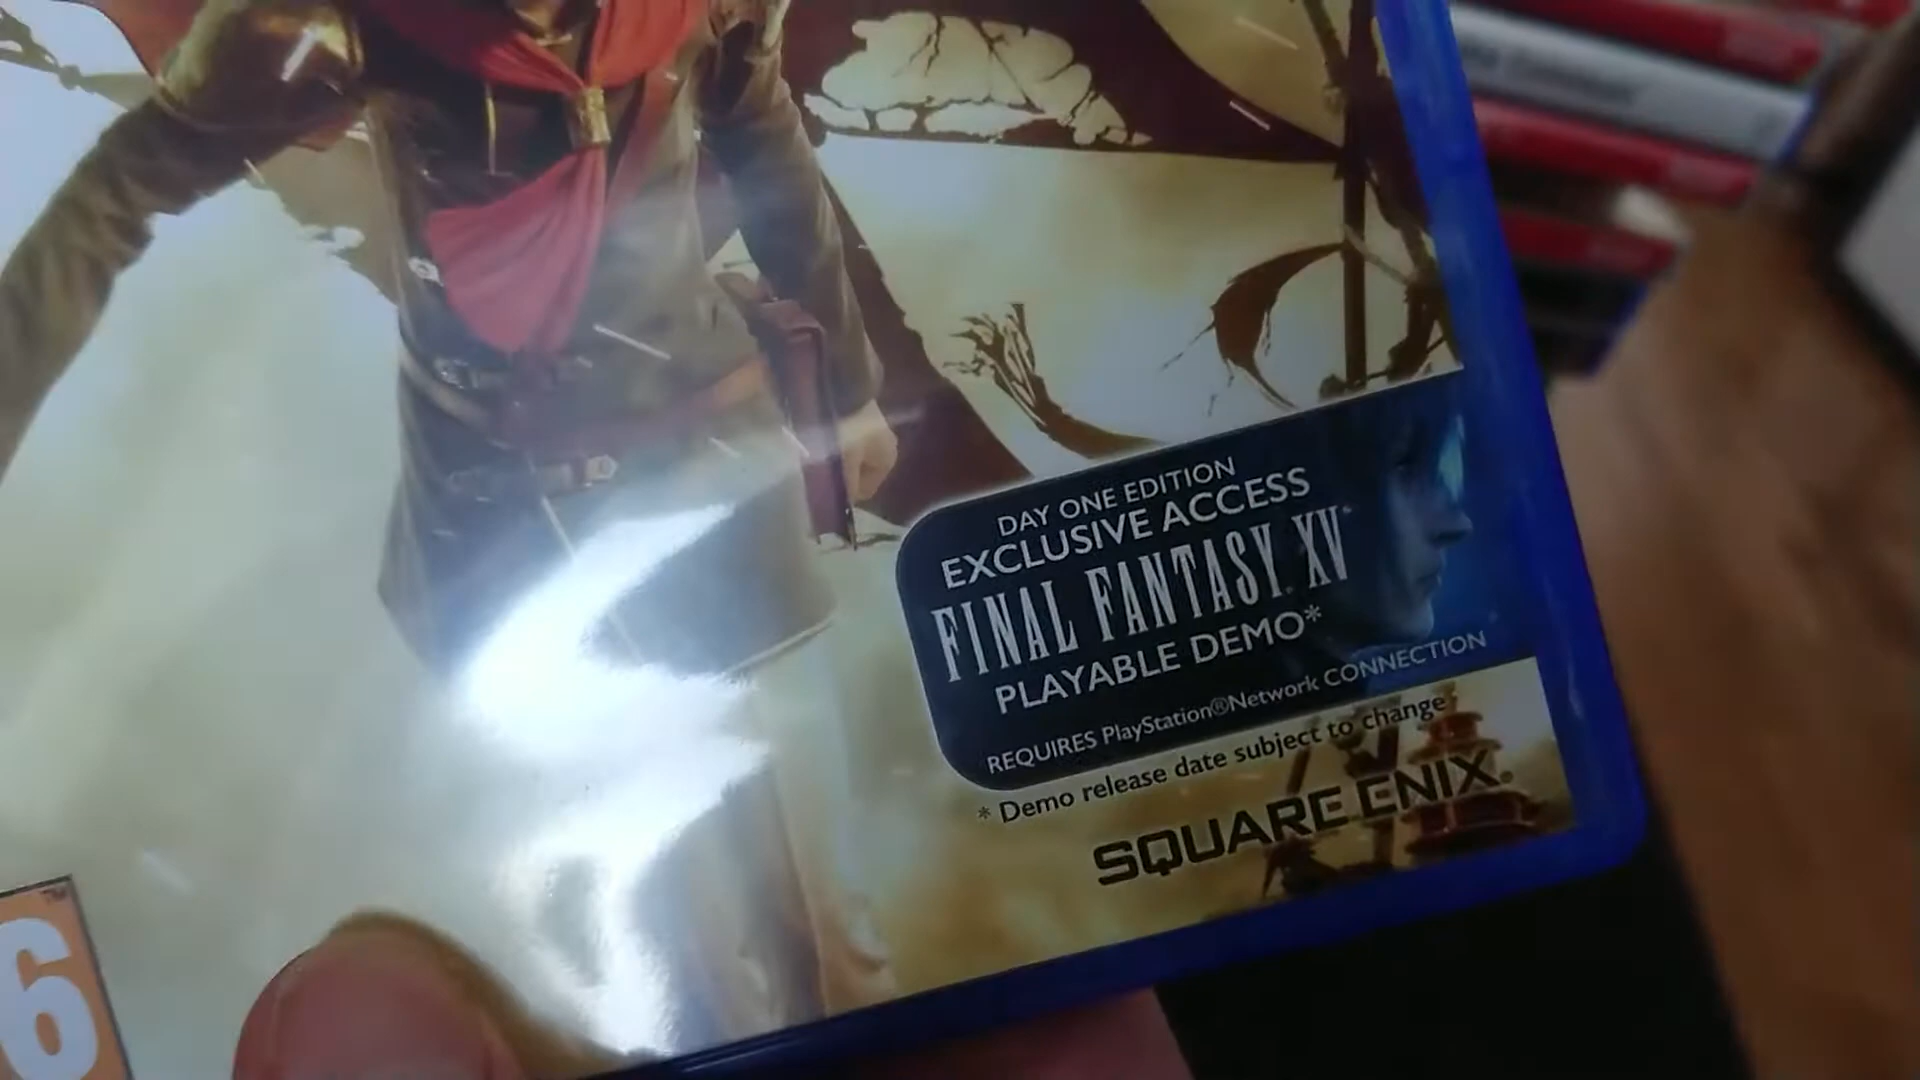 DAY ONE EDITION
EXCLUSIVE ACCESS
FINAL FANTASY XV
PLAYABLE DEMO*
REQUIRES PlayStation®Network CONNECTION
* Demo release date subject to change
SQUARE ENIX®
6
™